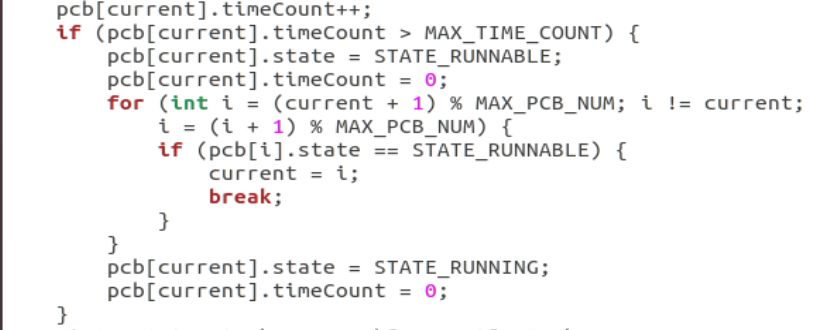 pcb[current].timeCount++;
if (pcb[current].timeCount > MAX_TIME_COUNT) {
pcb[current].state = STATE_RUNNABLE;
pcb[current].timeCount = 0;
for (int i = (current + 1) % MAX_PCB_NUM; i != current;
i = (i + 1) % MAX_PCB_NUM) {
if (pcb[i].state == STATE_RUNNABLE) {
current = i;
break;
}
}
pcb[current].state = STATE_RUNNING;
pcb[current].timeCount = 0;
}